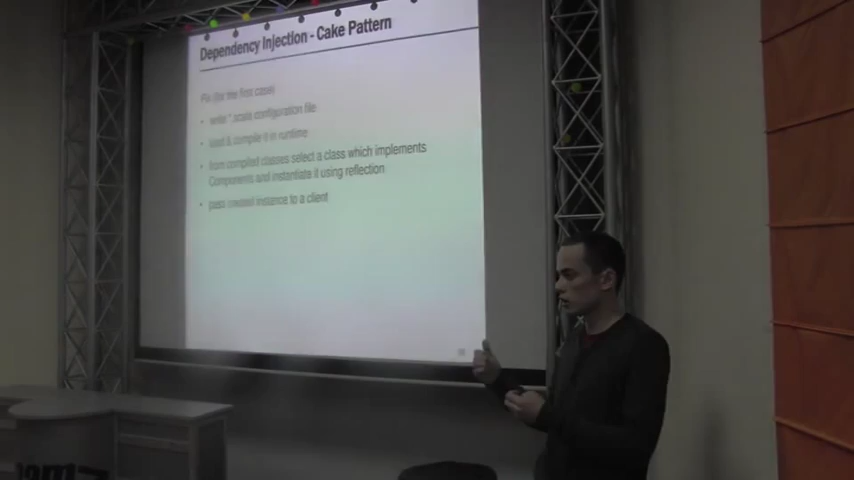 Dependency Injection - Cake Pattern
Fix (for the first case)
• write *.scala configuration file
• load & compile it in runtime
• from compiled classes select a class which implements
Components and instantiate it using reflection
• pass created instance to a client